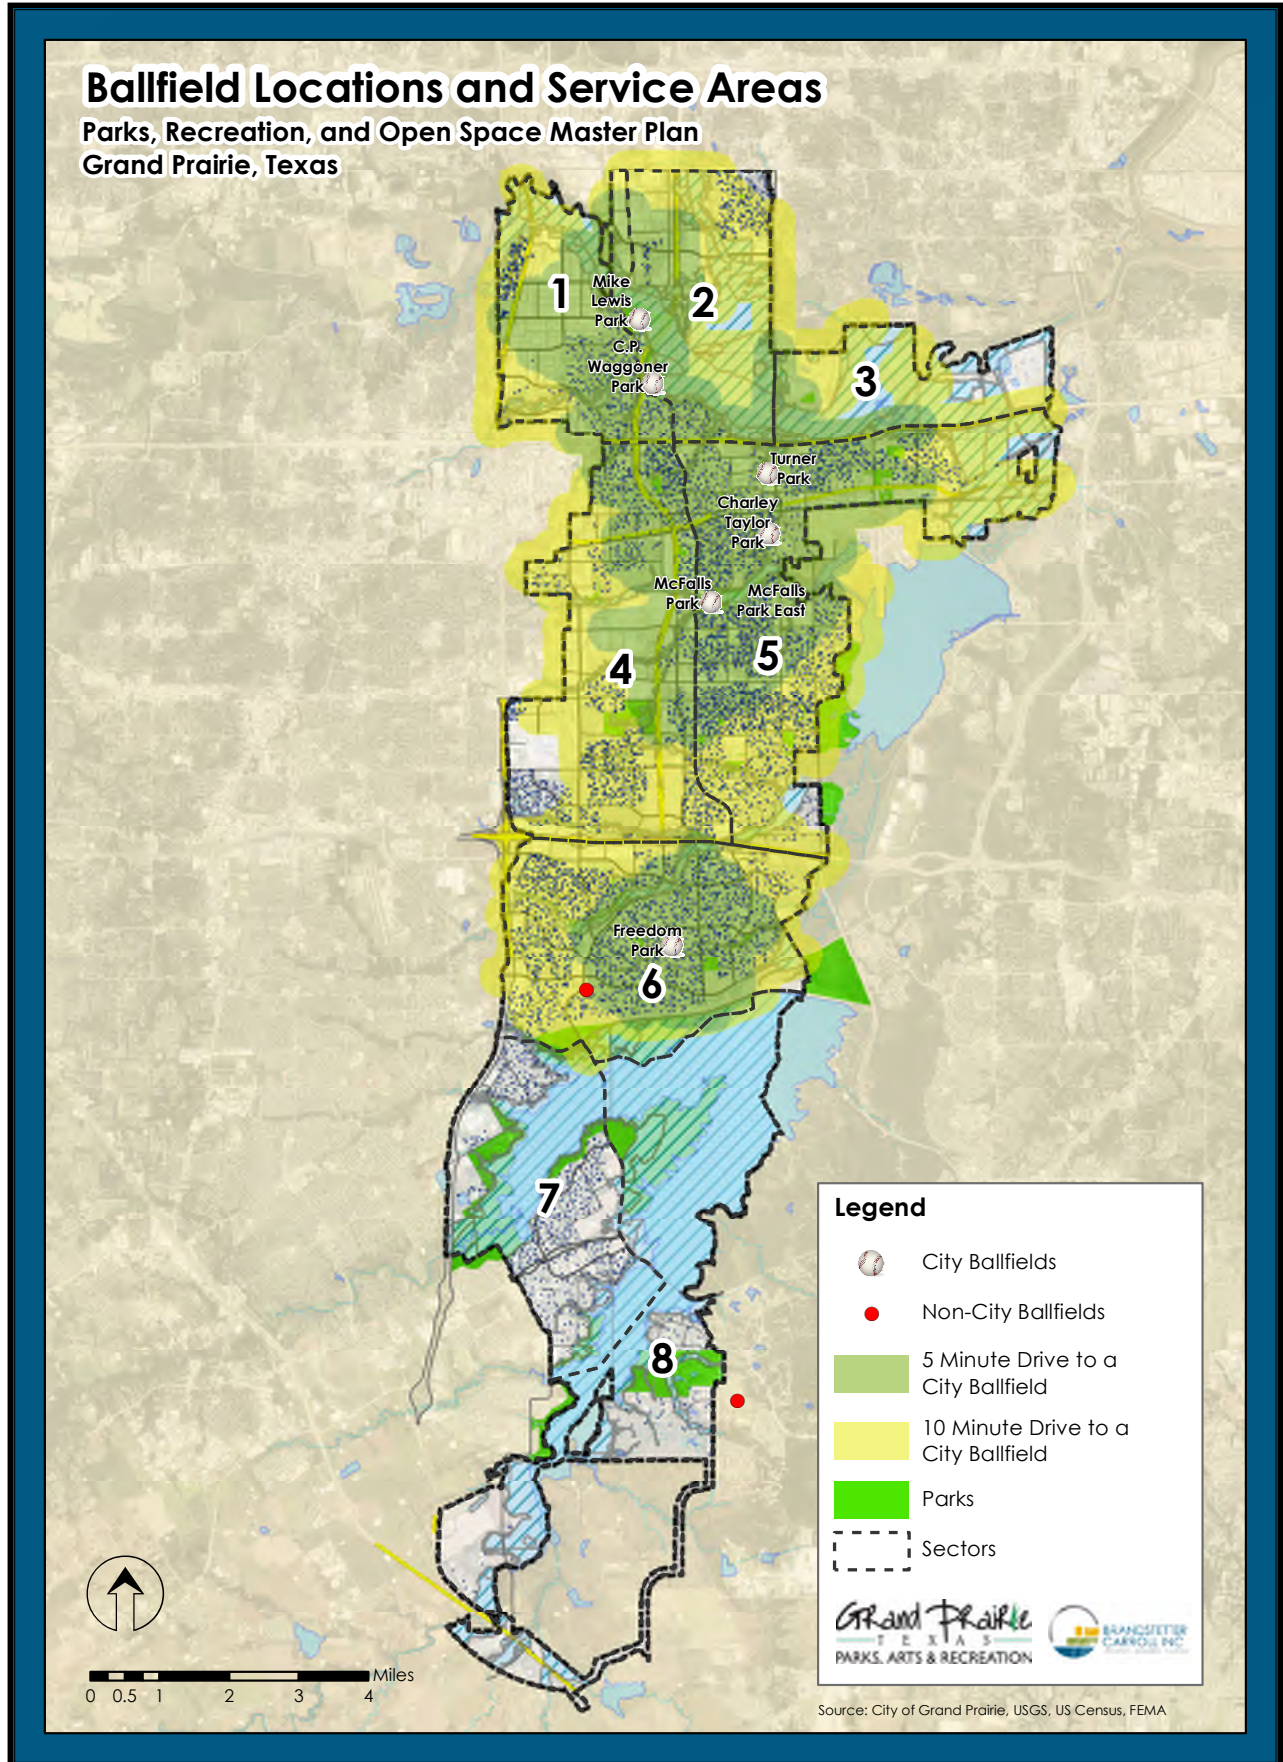 Ballfield Locations and Service Areas
Parks, Recreation, and Open Space Master Plan
Grand Prairie, Texas
1
Mike
Lewis
Park
2
C.P.
Waggoner
Park
3
Turner
Park
Charley
Taylor
Park
McFalls
Park
McFalls
Park East
4
5
Freedom
Park
6
7
8
Legend
City Ballfields
Non-City Ballfields
5 Minute Drive to a
City Ballfield
10 Minute Drive to a
City Ballfield
Parks
Sectors
Grand Prairie
TEXAS
PARKS, ARTS & RECREATION
BRANDSTETTER
CARROLL INC
Miles
0 0.5 1 2 3 4
Source: City of Grand Prairie, USGS, US Census, FEMA